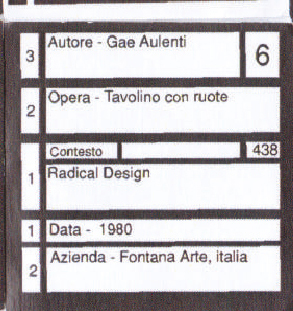 3 Autore - Gae Aulenti 6
2 Opera - Tavolino con ruote
Contesto 438
1 Radical Design
1 Data - 1980
2 Azienda - Fontana Arte, italia